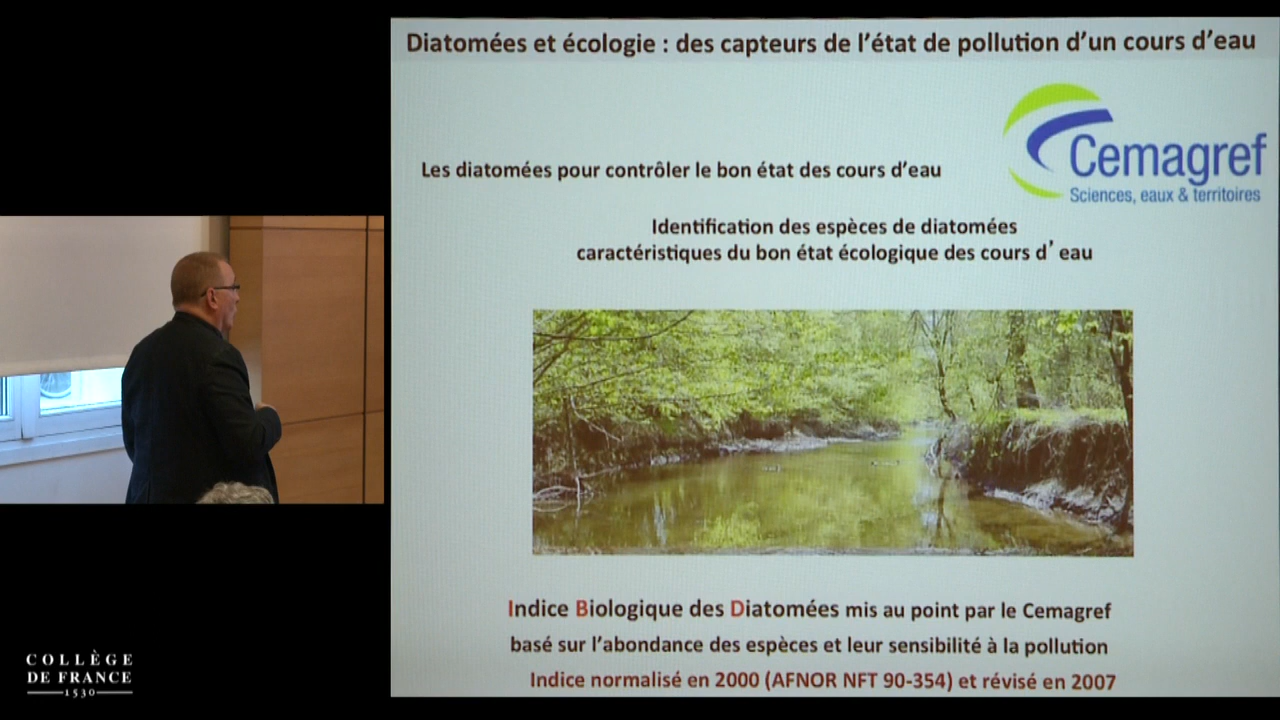 Diatomées et écologie : des capteurs de l'état de pollution d'un cours d'eau
Cemagref
Sciences, eaux & territoires
Les diatomées pour contrôler le bon état des cours d'eau
Identification des espèces de diatomées
caractéristiques du bon état écologique des cours d' eau
Indice Biologique des Diatomées mis au point par le Cemagref
basé sur l'abondance des espèces et leur sensibilité à la pollution
Indice normalisé en 2000 (AFNOR NFT 90-354) et révisé en 2007
COLLÈGE
DE FRANCE
1530